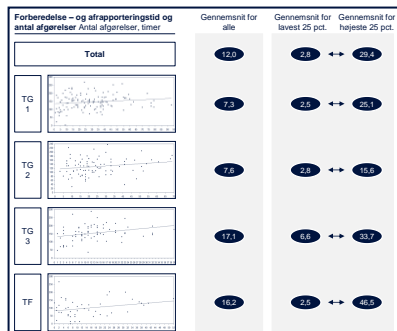 Forberedelse – og afrapporteringstid og
antal afgørelser Antal afgørelser, timer
Gennemsnit for
alle
Gennemsnit for
lavest 25 pct.
Gennemsnit for
højeste 25 pct.
Total
12,0
2,8
29,4
TG
1
7,3
2,5
25,1
TG
2
7,6
2,8
15,6
TG
3
17,1
6,6
33,7
TF
16,2
2,5
46,5